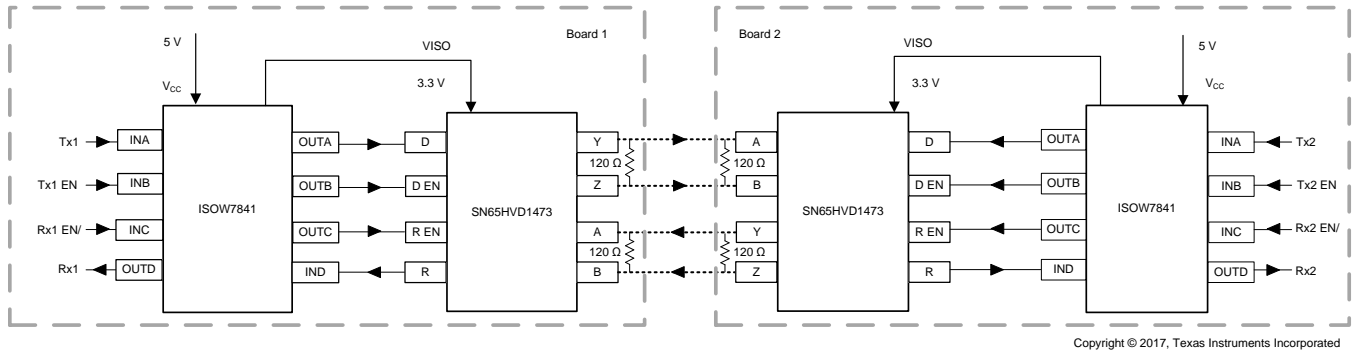 Board 1
Board 2
5 V
VISO
VISO
5 V
3.3 V
3.3 V
VCC
VCC
Tx1 INA OUTA D Y A D OUTA INA Tx2
120 Ω 120 Ω
Tx1 EN INB OUTB D EN Z B D EN OUTB INB Tx2 EN
ISOW7841 SN65HVD1473 SN65HVD1473 ISOW7841
Rx1 EN/ INC OUTC R EN A Y R EN OUTC INC Rx2 EN/
120 Ω 120 Ω
Rx1 OUTD IND R B Z R IND OUTD Rx2
Copyright © 2017, Texas Instruments Incorporated